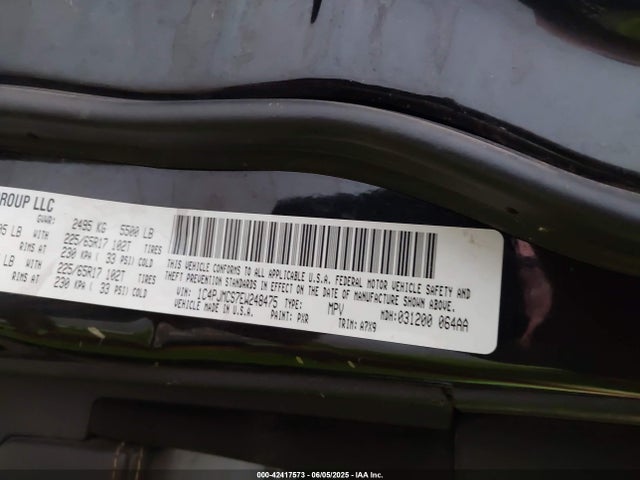 GROUP LLC
GVWR: 2495 KG 5500 LB
LB WITH 225/65R17 102T TIRES
RIMS AT 230 KPA ( 33 PSI) COLD
LB WITH 225/65R17 102T TIRES
RIMS AT 230 KPA ( 33 PSI) COLD
THIS VEHICLE CONFORMS TO ALL APPLICABLE U.S.A. FEDERAL MOTOR VEHICLE SAFETY AND
THEFT PREVENTION STANDARDS IN EFFECT ON THE DATE OF MANUFACTURE SHOWN ABOVE.
VIN: 1C4PJMCS7EW248475 TYPE: MPV MDH: 031200 064AA
VEHICLE MADE IN U.S.A. PAINT: PXR TRIM: A7X9
000-42417573 - 06/05/2025 - IAA Inc.